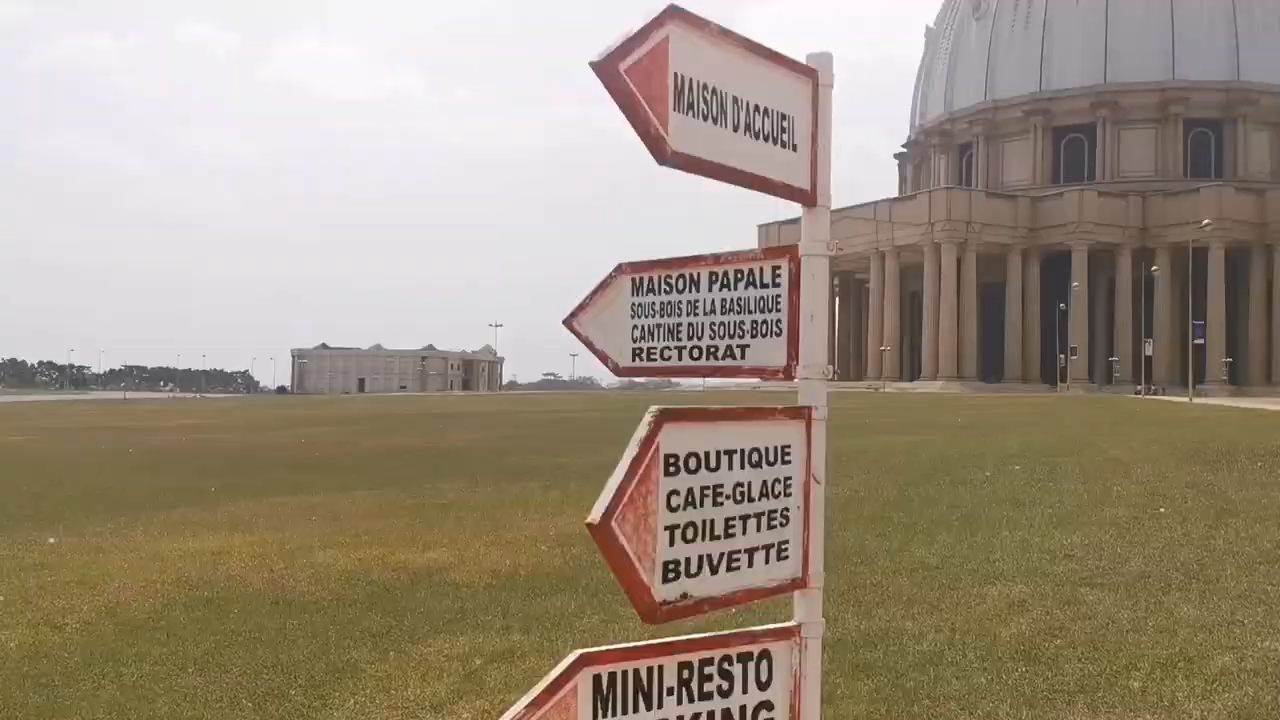 MAISON D'ACCUEIL
MAISON PAPALE
SOUS-BOIS DE LA BASILIQUE
CANTINE DU SOUS-BOIS
RECTORAT
BOUTIQUE
CAFE-GLACE
TOILETTES
BUVETTE
MINI-RESTO